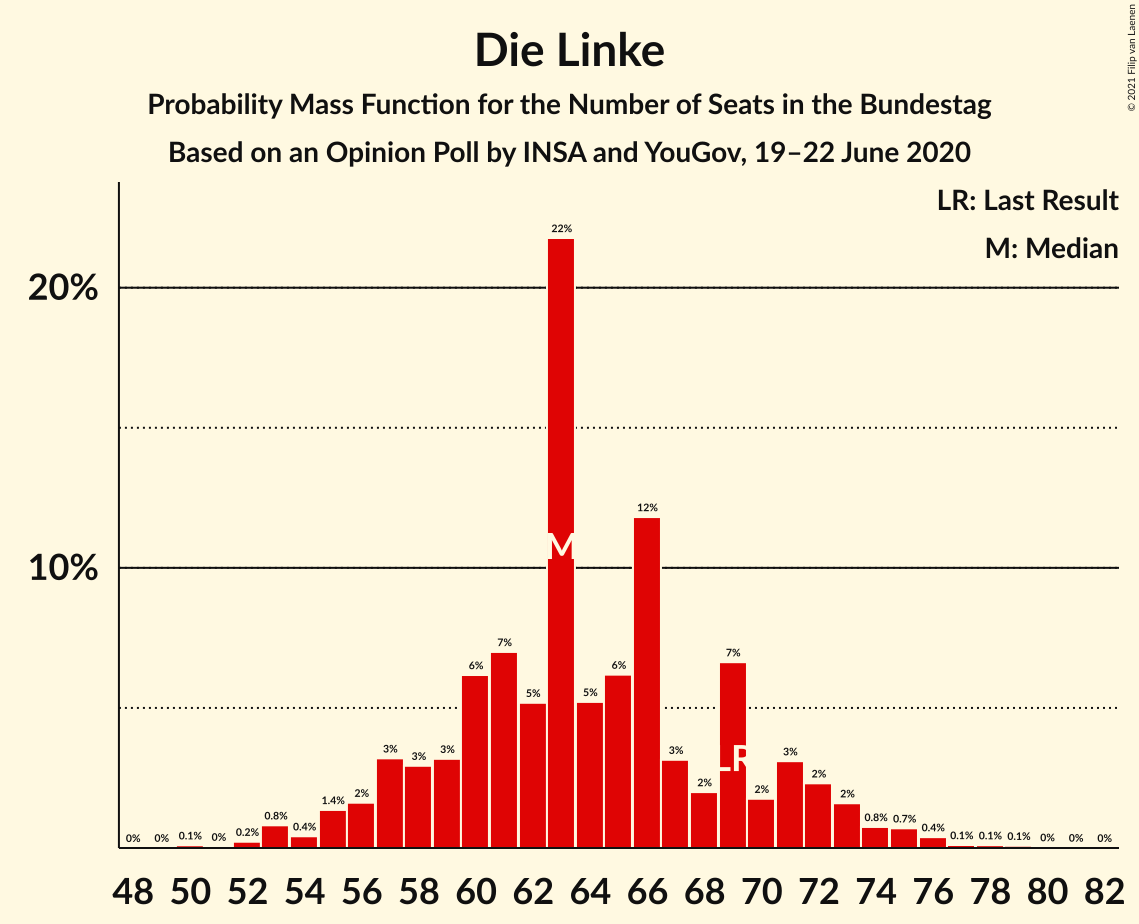 Die Linke
Probability Mass Function for the Number of Seats in the Bundestag
Based on an Opinion Poll by INSA and YouGov, 19–22 June 2020
© 2021 Filip van Laenen
LR: Last Result
M: Median
20%
10%
0% 0% 0.1% 0% 0.2% 0.8% 0.4% 1.4% 2% 3% 3% 3% 6% 7% 5% 22% 5% 6% 12% 3% 2% 7% 2% 3% 2% 2% 0.8% 0.7% 0.4% 0.1% 0.1% 0.1% 0% 0% 0%
M
LR
48 50 52 54 56 58 60 62 64 66 68 70 72 74 76 78 80 82